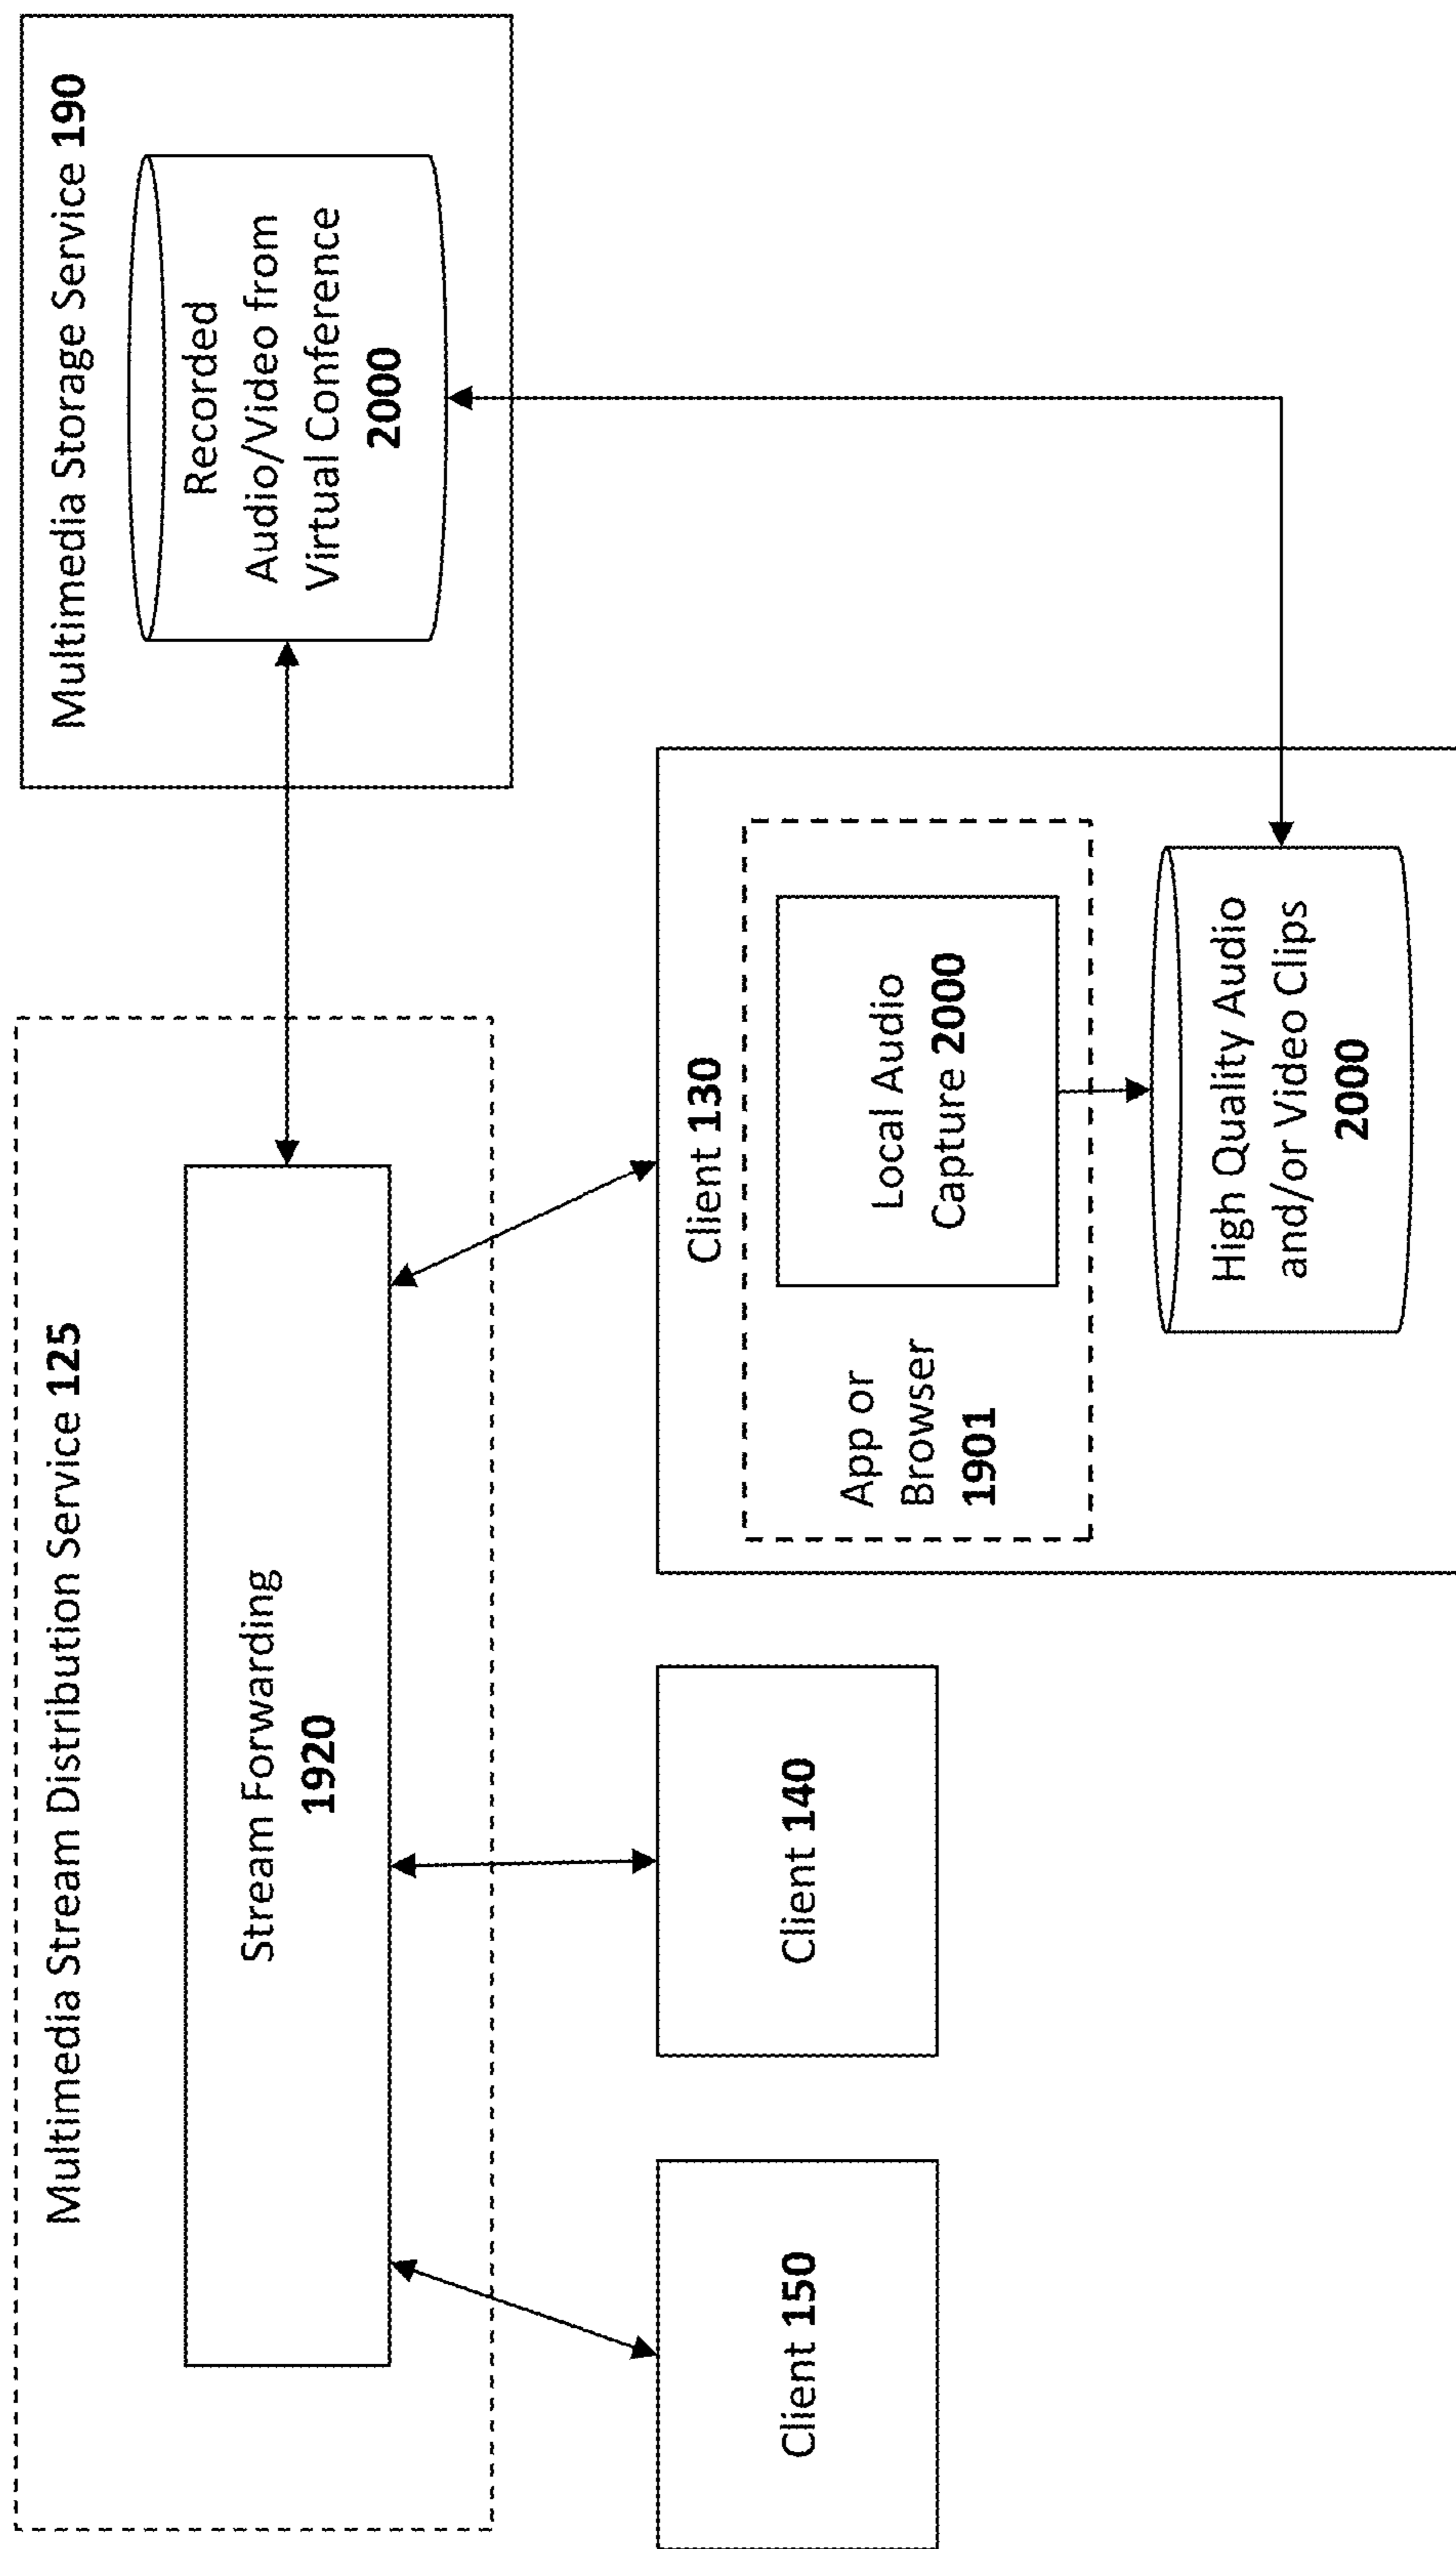 Multimedia Stream Distribution Service 125
Stream Forwarding
1920
Multimedia Storage Service 190
Recorded
Audio/Video from
Virtual Conference
2000
Client 150
Client 140
Client 130
App or
Browser
1901
Local Audio
Capture 2000
High Quality Audio
and/or Video Clips
2000